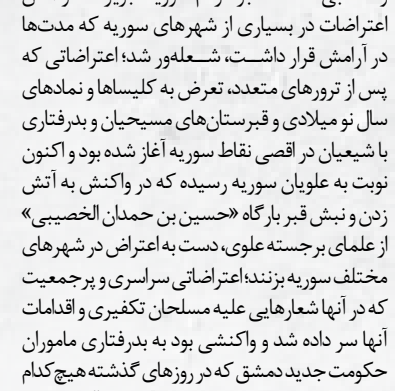 اعتراضات در بسیاری از شهرهای سوریه که مدت‌ها
در آرامش قرار داشــت، شــعله‌ور شد؛ اعتراضاتی که
پس از ترورهای متعدد، تعرض به کلیساها و نمادهای
سال نو میلادی و قبرستان‌های مسیحیان و بدرفتاری
با شیعیان در اقصی نقاط سوریه آغاز شده بود و اکنون
نوبت به علویان سوریه رسیده که در واکنش به آتش
زدن و نبش قبر بارگاه «حسین بن حمدان الخصیبی»
از علمای برجسته علوی، دست به اعتراض در شهرهای
مختلف سوریه بزنند؛ اعتراضاتی سراسری و پرجمعیت
که در آنها شعارهایی علیه مسلحان تکفیری و اقدامات
آنها سر داده شد و واکنشی بود به بدرفتاری ماموران
حکومت جدید دمشق که در روزهای گذشته هیچ‌کدام